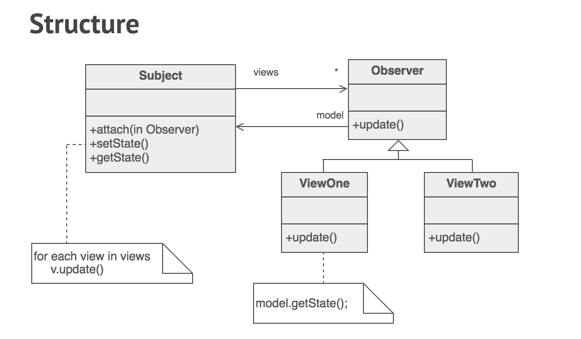 Structure
Subject
views
*
Observer
+attach(in Observer)
+setState()
+getState()
model
+update()
ViewOne
ViewTwo
+update()
+update()
for each view in views
v.update()
model.getState();